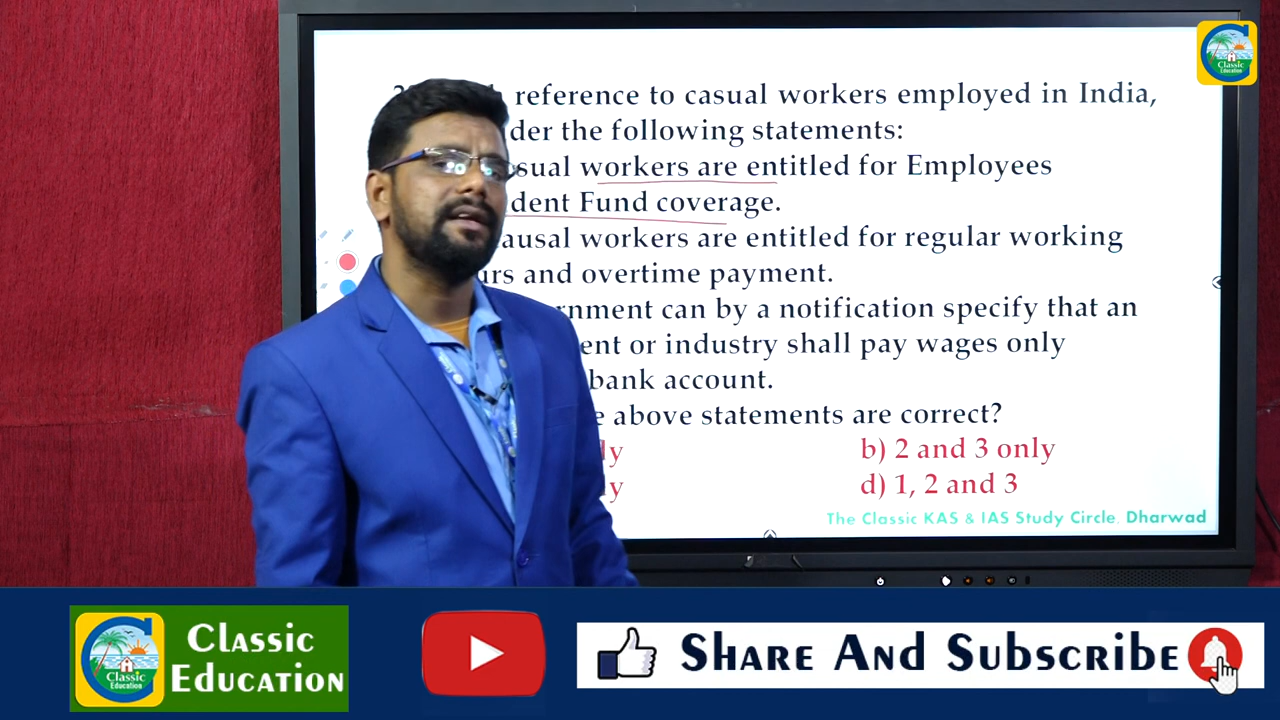 Classic
Education
reference to casual workers employed in India,
der the following statements:
sual workers are entitled for Employees
dent Fund coverage.
ausal workers are entitled for regular working
urs and overtime payment.
rnment can by a notification specify that an
ent or industry shall pay wages only
bank account.
e above statements are correct?
ly b) 2 and 3 only
y d) 1, 2 and 3
The Classic KAS & IAS Study Circle, Dharwad
Classic
Education
Classic
Education
Share And Subscribe